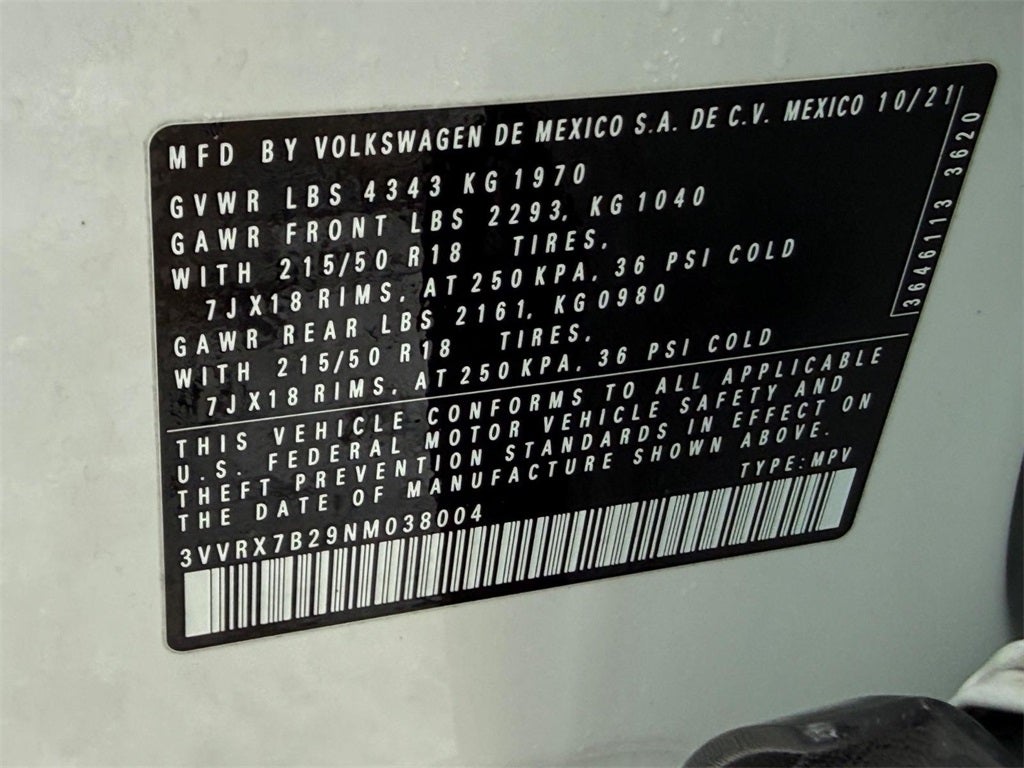 MFD BY VOLKSWAGEN DE MEXICO S.A. DE C.V. MEXICO 10/21
GVWR LBS 4343 KG 1970
GAWR FRONT LBS 2293, KG 1040
WITH 215/50 R18 TIRES,
7JX18 RIMS, AT 250 KPA, 36 PSI COLD
GAWR REAR LBS 2161, KG 0980
WITH 215/50 R18 TIRES,
7JX18 RIMS, AT 250 KPA, 36 PSI COLD
3646113 3620
THIS VEHICLE CONFORMS TO ALL APPLICABLE
U.S. FEDERAL MOTOR VEHICLE SAFETY AND
THEFT PREVENTION STANDARDS IN EFFECT ON
THE DATE OF MANUFACTURE SHOWN ABOVE.
TYPE: MPV
3VVRX7B29NM038004